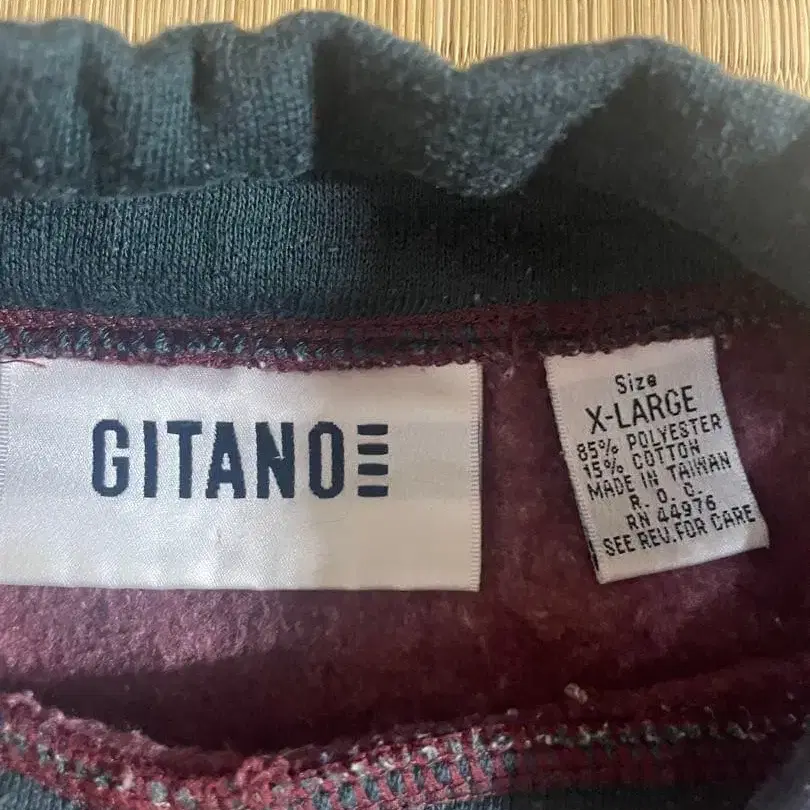 GITANO
Size
X-LARGE
85% POLYESTER
15% COTTON
MADE IN TAIWAN
R. O. C.
RN 44976
SEE REV.FOR CARE